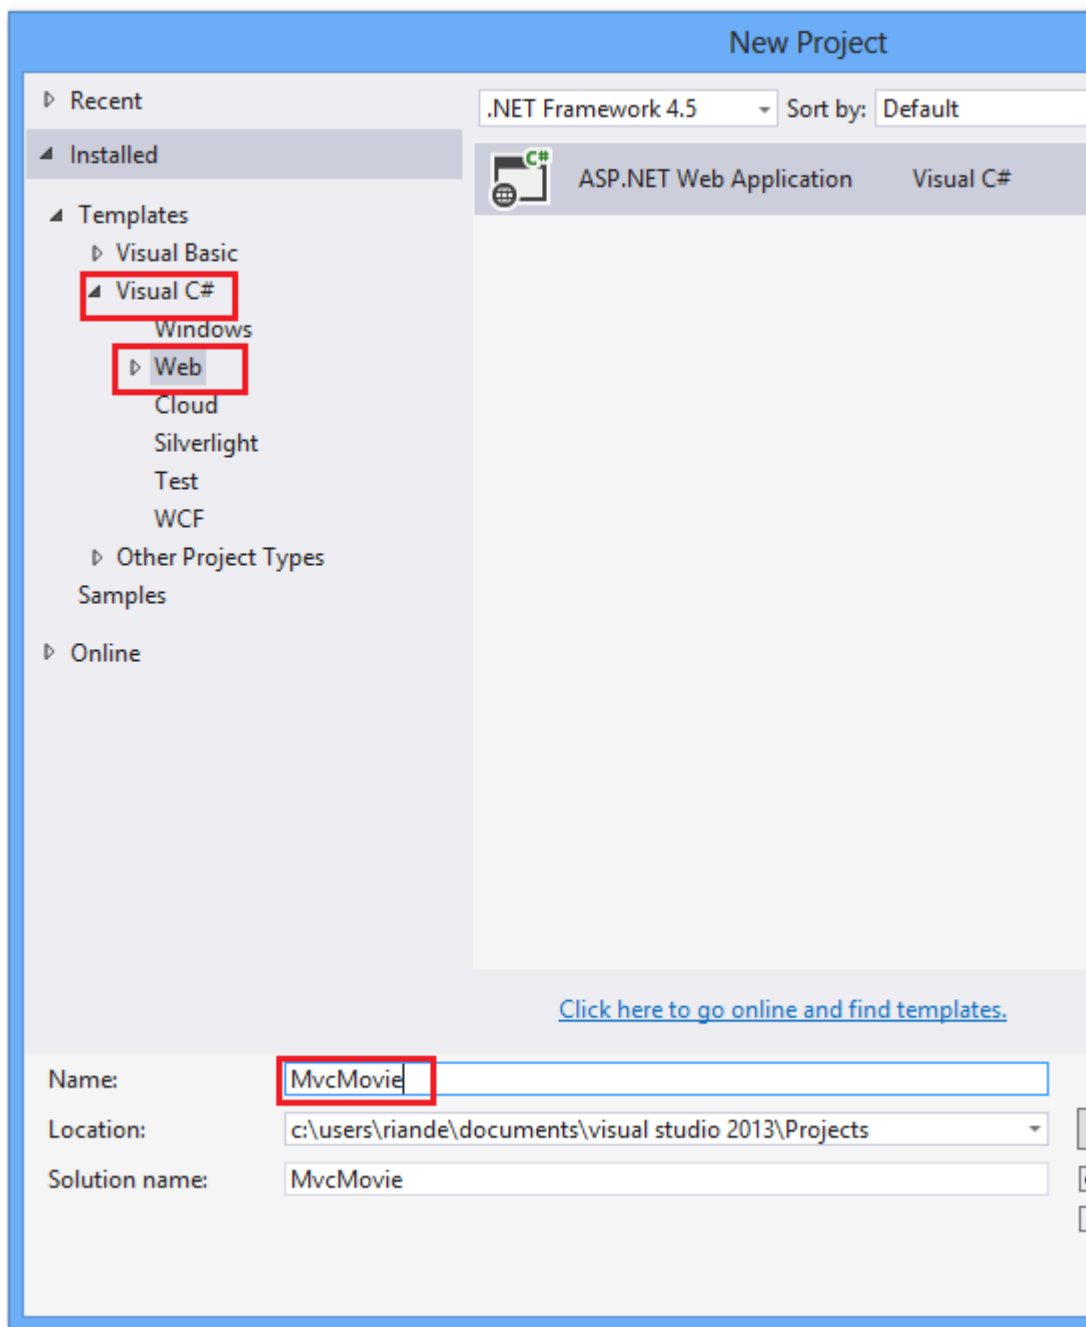 New Project
Recent
Installed
Templates
Visual Basic
Visual C#
Windows
Web
Cloud
Silverlight
Test
WCF
Other Project Types
Samples
Online
.NET Framework 4.5 Sort by: Default
C#
ASP.NET Web Application Visual C#
Click here to go online and find templates.
Name: MvcMovie
Location: c:\users\riande\documents\visual studio 2013\Projects
Solution name: MvcMovie